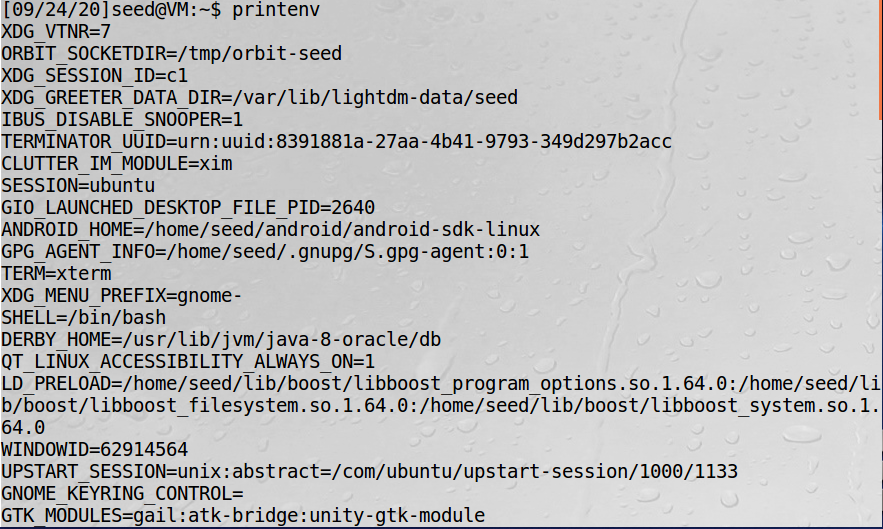 [09/24/20]seed@VM:~$ printenv
XDG_VTNR=7
ORBIT_SOCKETDIR=/tmp/orbit-seed
XDG_SESSION_ID=c1
XDG_GREETER_DATA_DIR=/var/lib/lightdm-data/seed
IBUS_DISABLE_SNOOPER=1
TERMINATOR_UUID=urn:uuid:8391881a-27aa-4b41-9793-349d297b2acc
CLUTTER_IM_MODULE=xim
SESSION=ubuntu
GIO_LAUNCHED_DESKTOP_FILE_PID=2640
ANDROID_HOME=/home/seed/android/android-sdk-linux
GPG_AGENT_INFO=/home/seed/.gnupg/S.gpg-agent:0:1
TERM=xterm
XDG_MENU_PREFIX=gnome-
SHELL=/bin/bash
DERBY_HOME=/usr/lib/jvm/java-8-oracle/db
QT_LINUX_ACCESSIBILITY_ALWAYS_ON=1
LD_PRELOAD=/home/seed/lib/boost/libboost_program_options.so.1.64.0:/home/seed/li
b/boost/libboost_filesystem.so.1.64.0:/home/seed/lib/boost/libboost_system.so.1.
64.0
WINDOWID=62914564
UPSTART_SESSION=unix:abstract=/com/ubuntu/upstart-session/1000/1133
GNOME_KEYRING_CONTROL=
GTK_MODULES=gail:atk-bridge:unity-gtk-module